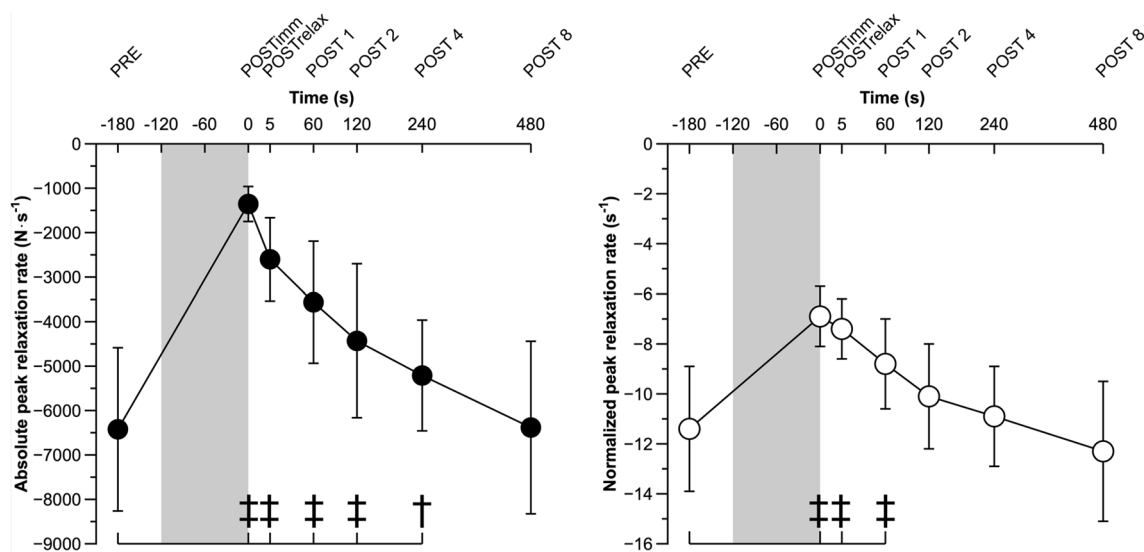 PRE POSTimm POSTrelax POST 1 POST 2 POST 4 POST 8
Time (s)
-180 -120 -60 0 5 60 120 240 480
Absolute peak relaxation rate (N·s⁻¹)
0
−1000
−2000
−3000
−4000
−5000
−6000
−7000
−8000
−9000
‡ ‡ ‡ ‡ †
PRE POSTimm POSTrelax POST 1 POST 2 POST 4 POST 8
Time (s)
-180 -120 -60 0 5 60 120 240 480
Normalized peak relaxation rate (s⁻¹)
0
−2
−4
−6
−8
−10
−12
−14
−16
‡ ‡ ‡